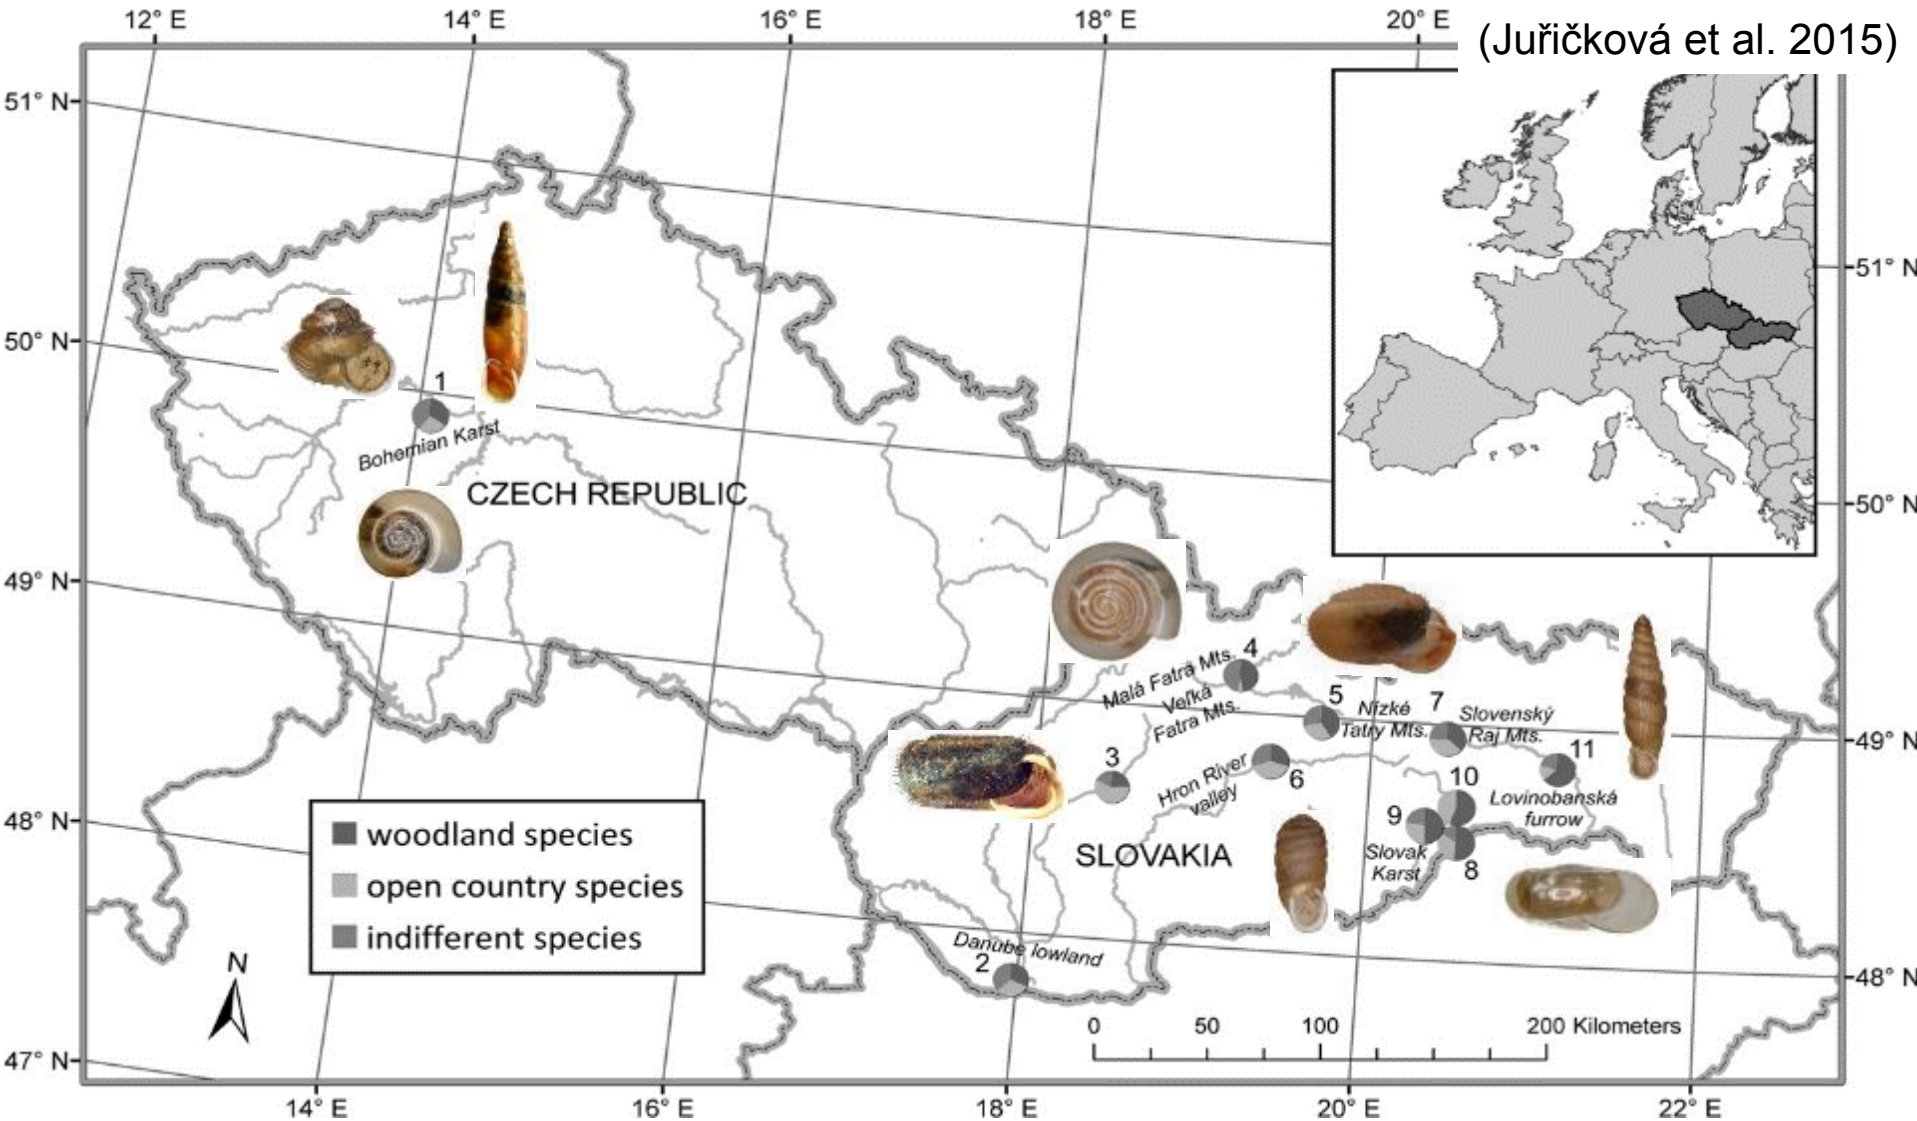 12° E
14° E
16° E
18° E
20° E
(Juřičková et al. 2015)
51° N
51° N
50° N
1
Bohemian Karst
CZECH REPUBLIC
50° N
49° N
Malá Fatra Mts.
4
Veľká
Fatra Mts.
5
Nízké
Tatry Mts.
7
Slovenský
Raj Mts.
49° N
3
Hron River
valley
6
11
10
Lovinobanská
furrow
9
Slovak
Karst
8
48° N
SLOVAKIA
woodland species
open country species
indifferent species
Danube lowland
2
48° N
N
0
50
100
200 Kilometers
47° N
14° E
16° E
18° E
20° E
22° E